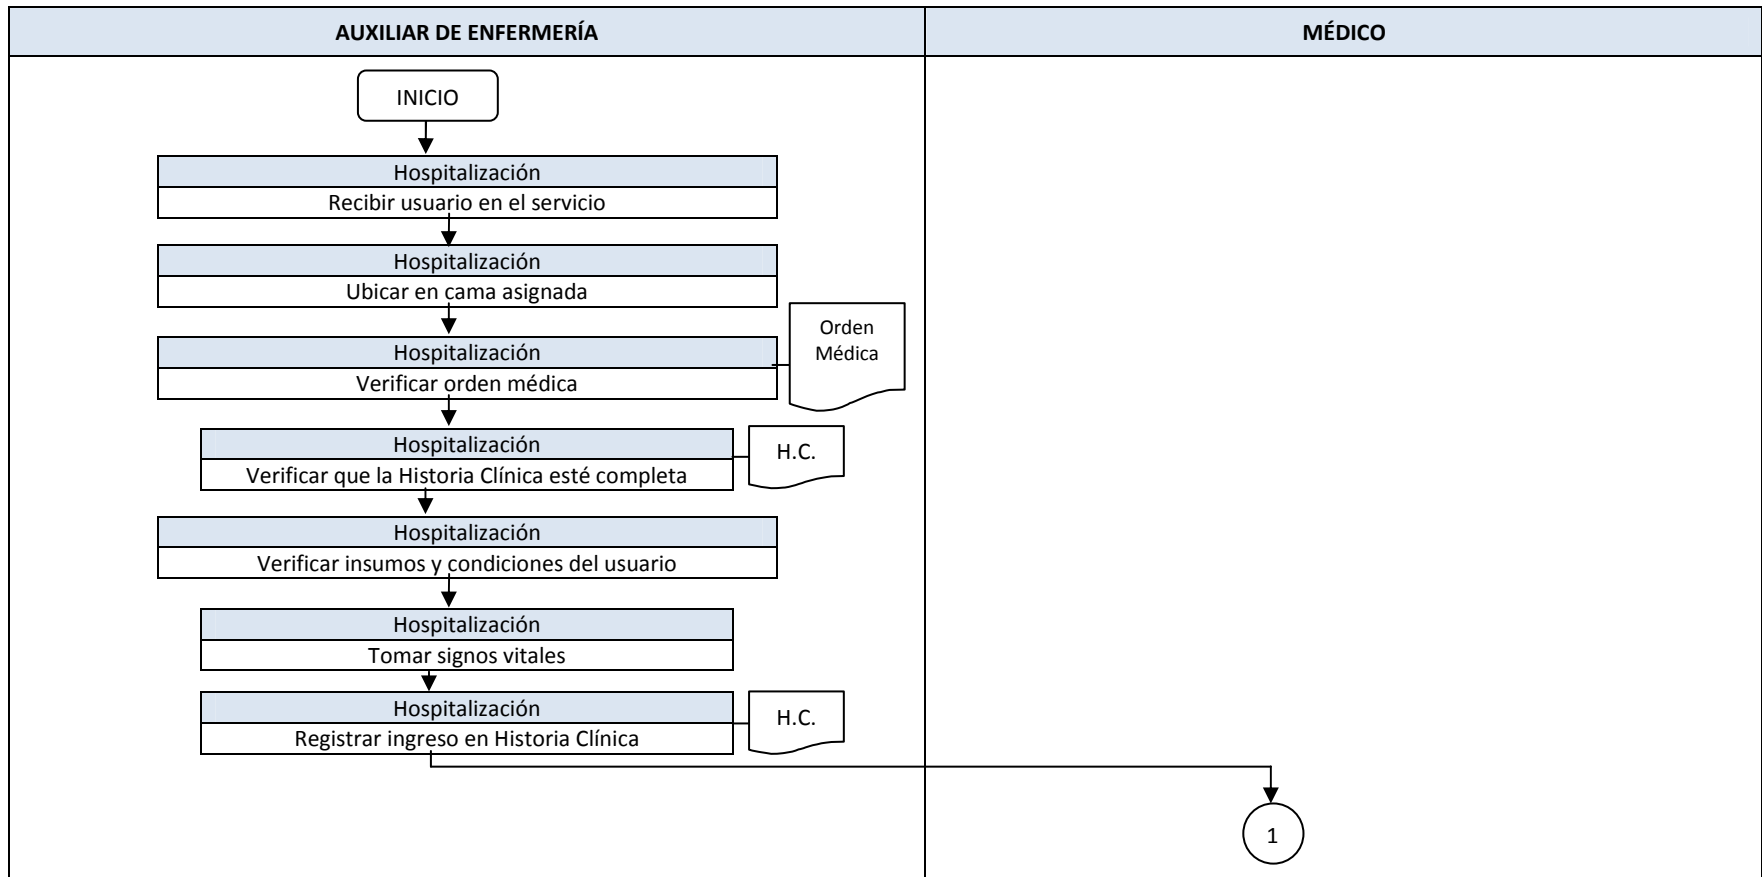 AUXILIAR DE ENFERMERÍA
MÉDICO
INICIO
Hospitalización
Recibir usuario en el servicio
Hospitalización
Ubicar en cama asignada
Hospitalización
Verificar orden médica
Orden
Médica
Hospitalización
Verificar que la Historia Clínica esté completa
H.C.
Hospitalización
Verificar insumos y condiciones del usuario
Hospitalización
Tomar signos vitales
Hospitalización
Registrar ingreso en Historia Clínica
H.C.
1